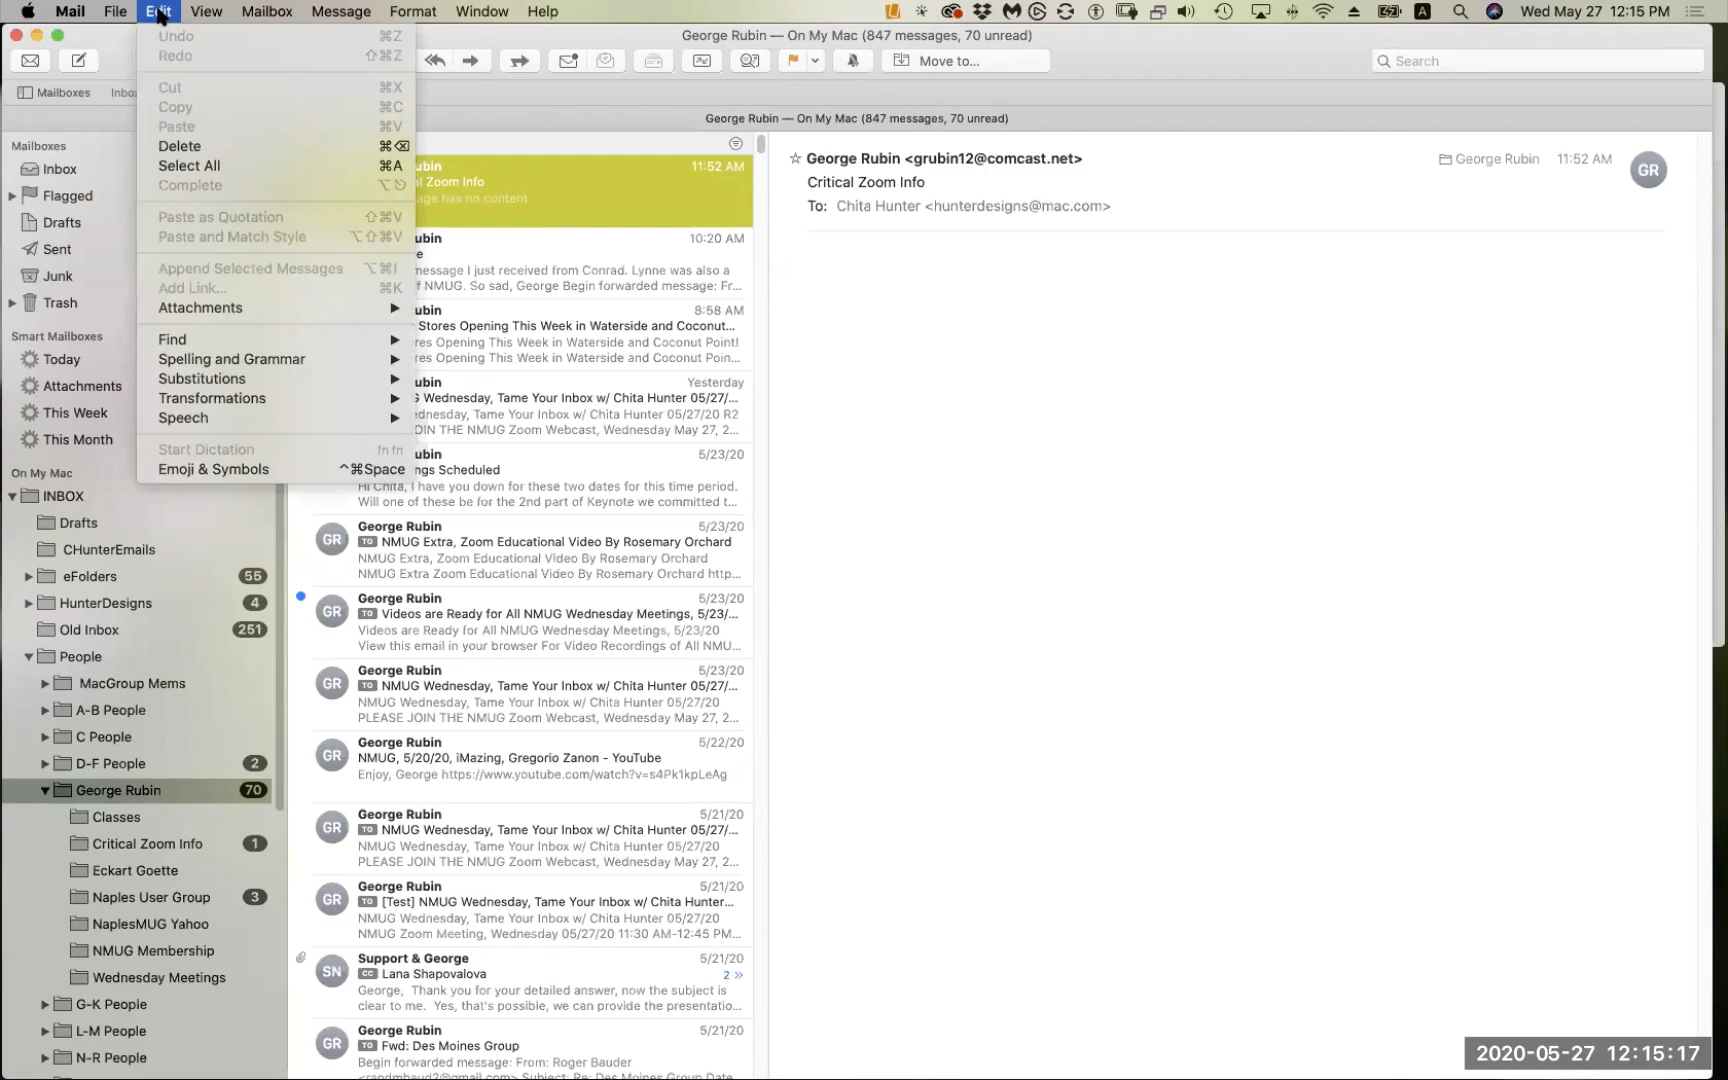 Mail File Edit View Mailbox Message Format Window Help Wed May 27 12:15 PM
George Rubin — On My Mac (847 messages, 70 unread)
Move to...
Search
Mailboxes
George Rubin — On My Mac (847 messages, 70 unread)
Undo ⌘Z
Redo ⇧⌘Z
Cut ⌘X
Copy ⌘C
Paste ⌘V
Delete ⌘⌫
Select All ⌘A
Complete
Paste as Quotation ⇧⌘V
Paste and Match Style ⌥⇧⌘V
Append Selected Messages ⌥⌘I
Add Link... ⌘K
Attachments
Find
Spelling and Grammar
Substitutions
Transformations
Speech
Start Dictation fn fn
Emoji & Symbols ^⌘Space
Mailboxes
Inbox
Flagged
Drafts
Sent
Junk
Trash
Smart Mailboxes
Today
Attachments
This Week
This Month
On My Mac
INBOX
Drafts
CHunterEmails
eFolders 55
HunterDesigns 4
Old Inbox 251
People
MacGroup Mems
A-B People
C People
D-F People 2
George Rubin 70
Classes
Critical Zoom Info 1
Eckart Goette
Naples User Group 3
NaplesMUG Yahoo
NMUG Membership
Wednesday Meetings
G-K People
L-M People
N-R People
ubin 11:52 AM
l Zoom Info
age has no content.
ubin 10:20 AM
e
nessage I just received from Conrad. Lynne was also a
f NMUG. So sad, George Begin forwarded message: Fr...
ubin 8:58 AM
Stores Opening This Week in Waterside and Coconut...
res Opening This Week in Waterside and Coconut Point!
res Opening This Week in Waterside and Coconut Poin...
ubin Yesterday
G Wednesday, Tame Your Inbox w/ Chita Hunter 05/27/...
ednesday, Tame Your Inbox w/ Chita Hunter 05/27/20 R2
OIN THE NMUG Zoom Webcast, Wednesday May 27, 2...
ubin 5/23/20
ngs Scheduled
Hi Chita, I have you down for these two dates for this time period.
Will one of these be for the 2nd part of Keynote we committed t...
GR George Rubin 5/23/20
TO NMUG Extra, Zoom Educational Video By Rosemary Orchard
NMUG Extra, Zoom Educational Video By Rosemary Orchard
NMUG Extra Zoom Educational Video By Rosemary Orchard http...
GR George Rubin 5/23/20
TO Videos are Ready for All NMUG Wednesday Meetings, 5/23/...
Videos are Ready for All NMUG Wednesday Meetings, 5/23/20
View this email in your browser For Video Recordings of All NMU...
GR George Rubin 5/23/20
TO NMUG Wednesday, Tame Your Inbox w/ Chita Hunter 05/27/...
NMUG Wednesday, Tame Your Inbox w/ Chita Hunter 05/27/20
PLEASE JOIN THE NMUG Zoom Webcast, Wednesday May 27, 2...
GR George Rubin 5/22/20
NMUG, 5/20/20, iMazing, Gregorio Zanon - YouTube
Enjoy, George https://www.youtube.com/watch?v=s4Pk1kpLeAg
GR George Rubin 5/21/20
TO NMUG Wednesday, Tame Your Inbox w/ Chita Hunter 05/27/...
NMUG Wednesday, Tame Your Inbox w/ Chita Hunter 05/27/20
PLEASE JOIN THE NMUG Zoom Webcast, Wednesday May 27, 2...
GR George Rubin 5/21/20
TO [Test] NMUG Wednesday, Tame Your Inbox w/ Chita Hunter...
NMUG Wednesday, Tame Your Inbox w/ Chita Hunter 05/27/20
NMUG Zoom Meeting, Wednesday 05/27/20 11:30 AM-12:45 PM...
SN Support & George 5/21/20
CC Lana Shapovalova 2 »
George, Thank you for your detailed answer, now the subject is
clear to me. Yes, that's possible, we can provide the presentatio...
GR George Rubin 5/21/20
TO Fwd: Des Moines Group
Begin forwarded message: From: Roger Bauder
George Rubin <grubin12@comcast.net> George Rubin 11:52 AM GR
Critical Zoom Info
To: Chita Hunter <hunterdesigns@mac.com>
2020-05-27 12:15:17